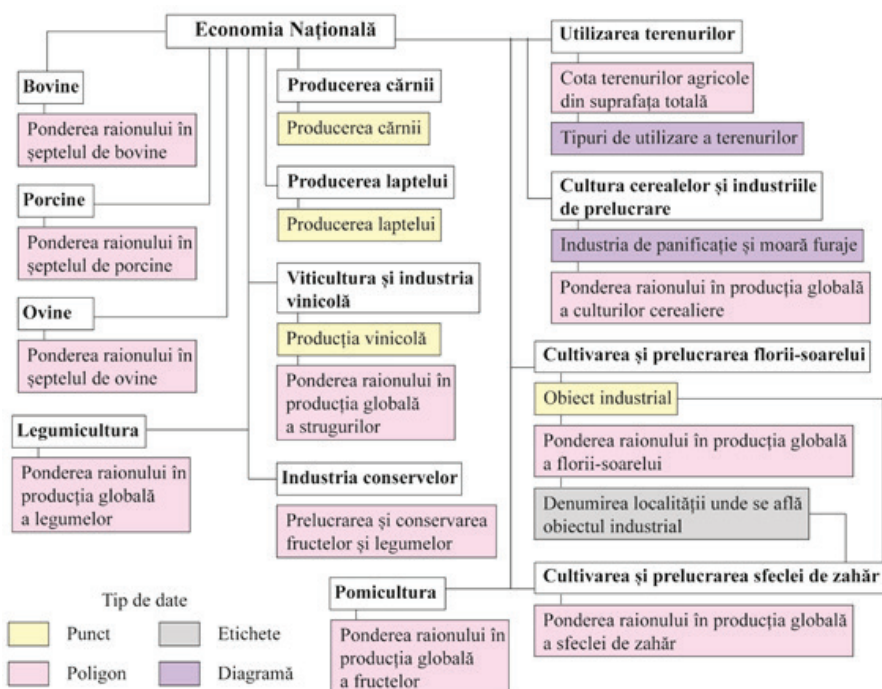 Economia Națională
Bovine
Ponderea raionului în
șeptelul de bovine
Porcine
Ponderea raionului în
șeptelul de porcine
Ovine
Ponderea raionului în
șeptelul de ovine
Legumicultura
Ponderea raionului în
producția globală
a legumelor
Producerea cărnii
Producerea cărnii
Producerea laptelui
Producerea laptelui
Viticultura și industria
vinicolă
Producția vinicolă
Ponderea raionului în
producția globală
a strugurilor
Industria conservelor
Prelucrarea și conservarea
fructelor și legumelor
Pomicultura
Ponderea raionului în
producția globală
a fructelor
Utilizarea terenurilor
Cota terenurilor agricole
din suprafața totală
Tipuri de utilizare a terenurilor
Cultura cerealelor și industriile
de prelucrare
Industria de panificație și moară furaje
Ponderea raionului în producția globală
a culturilor cerealiere
Cultivarea și prelucrarea florii-soarelui
Obiect industrial
Ponderea raionului în producția globală
a florii-soarelui
Denumirea localității unde se află
obiectul industrial
Cultivarea și prelucrarea sfeclei de zahăr
Ponderea raionului în producția globală
a sfeclei de zahăr
Tip de date
Punct
Etichete
Poligon
Diagramă